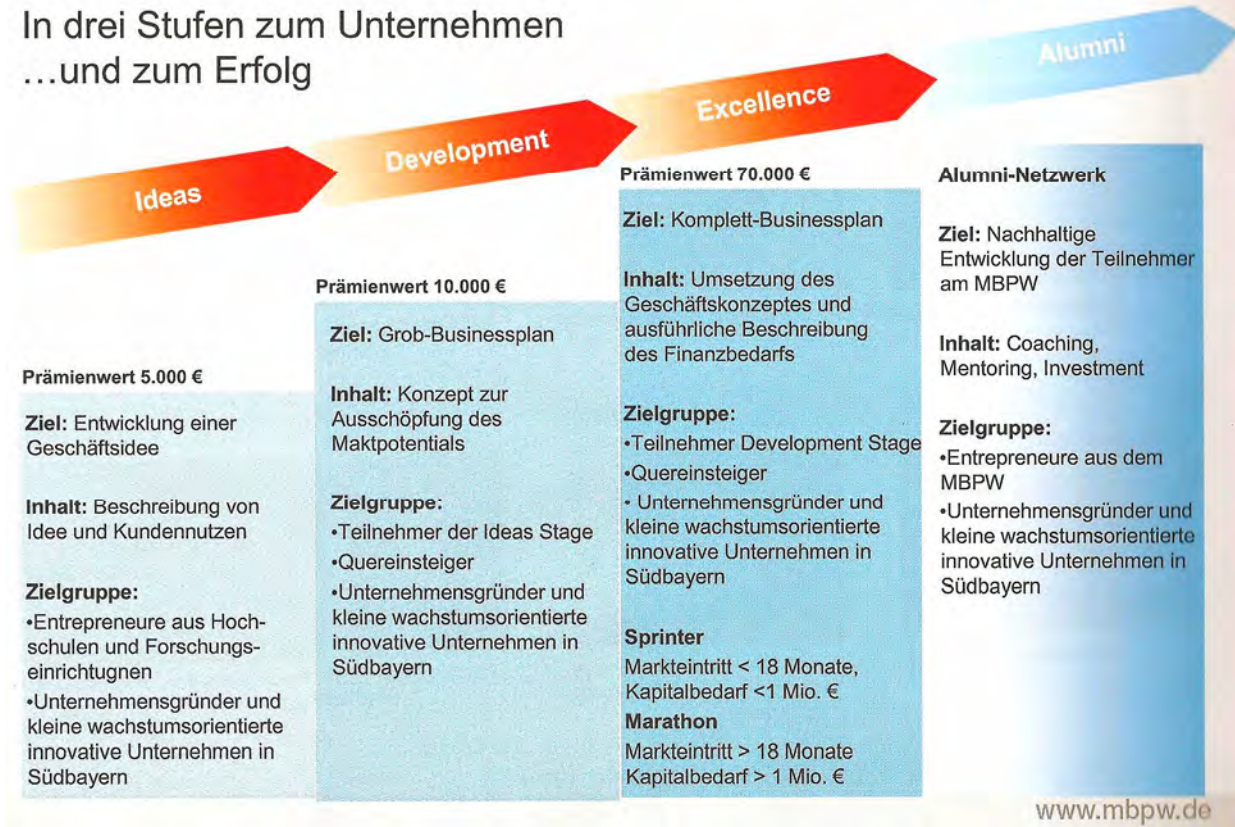 In drei Stufen zum Unternehmen
…und zum Erfolg
Ideas
Development
Excellence
Alumni
Prämienwert 5.000 €
Ziel: Entwicklung einer
Geschäftsidee
Inhalt: Beschreibung von
Idee und Kundennutzen
Zielgruppe:
•Entrepreneure aus Hoch-
schulen und Forschungs-
einrichtugnen
•Unternehmensgründer und
kleine wachstumsorientierte
innovative Unternehmen in
Südbayern
Prämienwert 10.000 €
Ziel: Grob-Businessplan
Inhalt: Konzept zur
Ausschöpfung des
Maktpotentials
Zielgruppe:
•Teilnehmer der Ideas Stage
•Quereinsteiger
•Unternehmensgründer und
kleine wachstumsorientierte
innovative Unternehmen in
Südbayern
Prämienwert 70.000 €
Ziel: Komplett-Businessplan
Inhalt: Umsetzung des
Geschäftskonzeptes und
ausführliche Beschreibung
des Finanzbedarfs
Zielgruppe:
•Teilnehmer Development Stage
•Quereinsteiger
• Unternehmensgründer und
kleine wachstumsorientierte
innovative Unternehmen in
Südbayern
Sprinter
Markteintritt < 18 Monate,
Kapitalbedarf <1 Mio. €
Marathon
Markteintritt > 18 Monate
Kapitalbedarf > 1 Mio. €
Alumni-Netzwerk
Ziel: Nachhaltige
Entwicklung der Teilnehmer
am MBPW
Inhalt: Coaching,
Mentoring, Investment
Zielgruppe:
•Entrepreneure aus dem
MBPW
•Unternehmensgründer und
kleine wachstumsorientierte
innovative Unternehmen in
Südbayern
www.mbpw.de